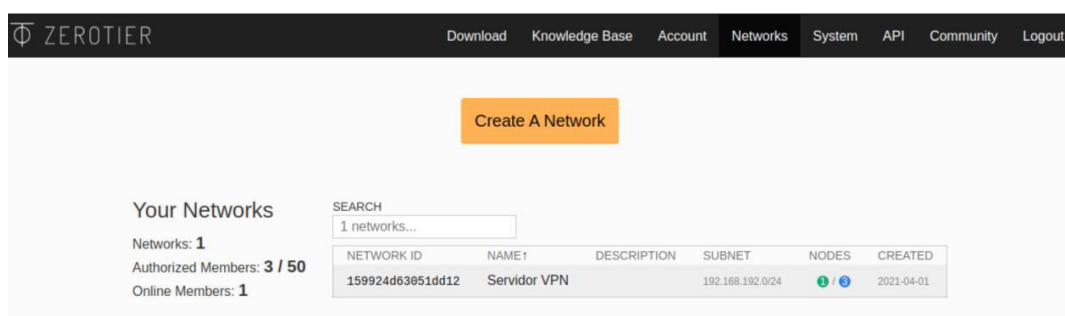 ZEROTIER Download Knowledge Base Account Networks System API Community Logout
Create A Network
Your Networks
Networks: 1
Authorized Members: 3 / 50
Online Members: 1
SEARCH
1 networks...
NETWORK ID NAME↑ DESCRIPTION SUBNET NODES CREATED
159924d63051dd12 Servidor VPN 192.168.192.0/24 1 / 3 2021-04-01